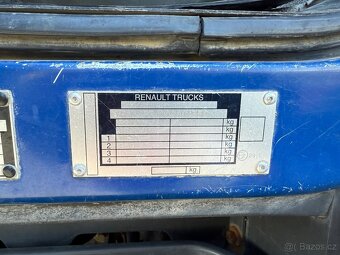 RENAULT TRUCKS
kg
kg
1 kg
2 kg
3 kg
4 kg
kg
bazos.cz